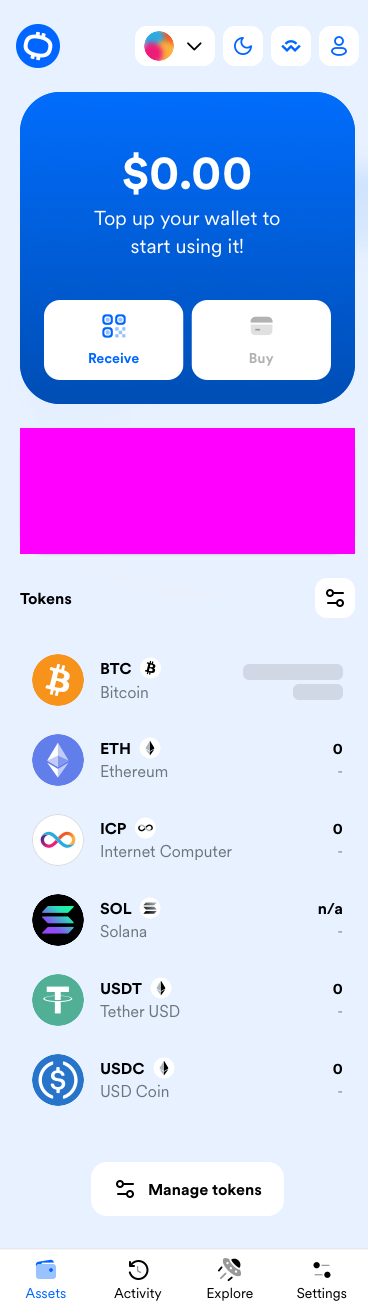 $0.00
Top up your wallet to
start using it!
Receive
Buy
Tokens
BTC
Bitcoin
ETH
0
Ethereum
-
ICP
0
Internet Computer
-
SOL
n/a
Solana
-
USDT
0
Tether USD
-
USDC
0
USD Coin
-
Manage tokens
Assets
Activity
Explore
Settings